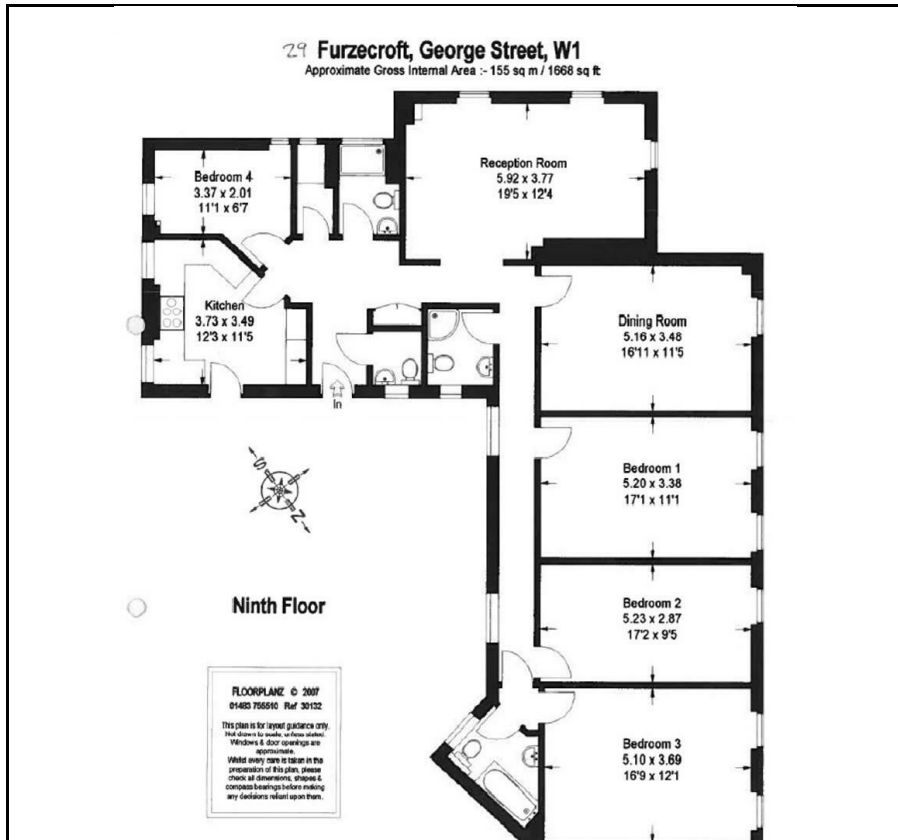 29 Furzecroft, George Street, W1
Approximate Gross Internal Area :- 155 sq m / 1668 sq ft
Reception Room
5.92 x 3.77
19'5 x 12'4
Bedroom 4
3.37 x 2.01
11'1 x 6'7
Kitchen
3.73 x 3.49
12'3 x 11'5
In
Dining Room
5.16 x 3.48
16'11 x 11'5
Bedroom 1
5.20 x 3.38
17'1 x 11'1
S
N
Ninth Floor
Bedroom 2
5.23 x 2.87
17'2 x 9'5
Bedroom 3
5.10 x 3.69
16'9 x 12'1
FLOORPLANZ © 2007
01483 755510 Ref 30132
This plan is for layout guidance only.
Not drawn to scale, unless stated.
Windows & door openings are
approximate.
Whilst every care is taken in the
preparation of this plan, please
check all dimensions, shapes &
compass bearings before making
any decisions reliant upon them.